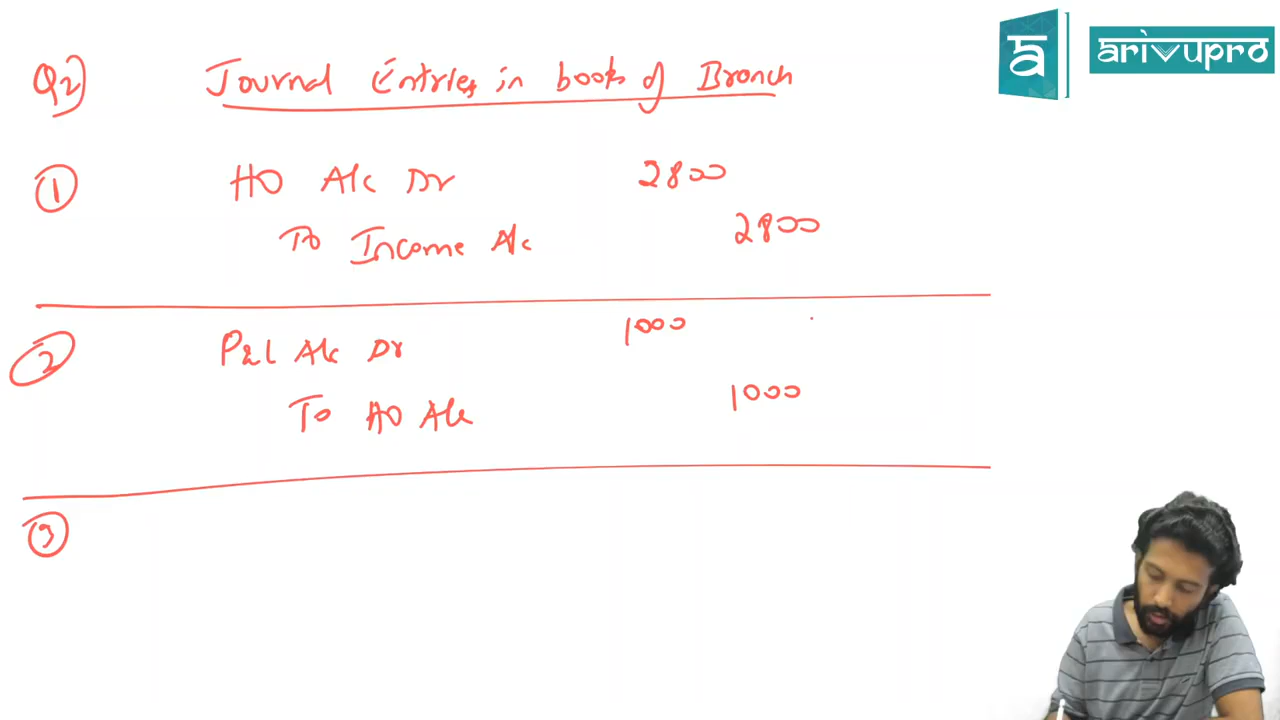 arivupro
Q2) Journal Entries in books of Branch
1 HO A/c Dr 2800
To Income A/c 2800
2 P&L A/c Dr 1000
To HO A/c 1000
3